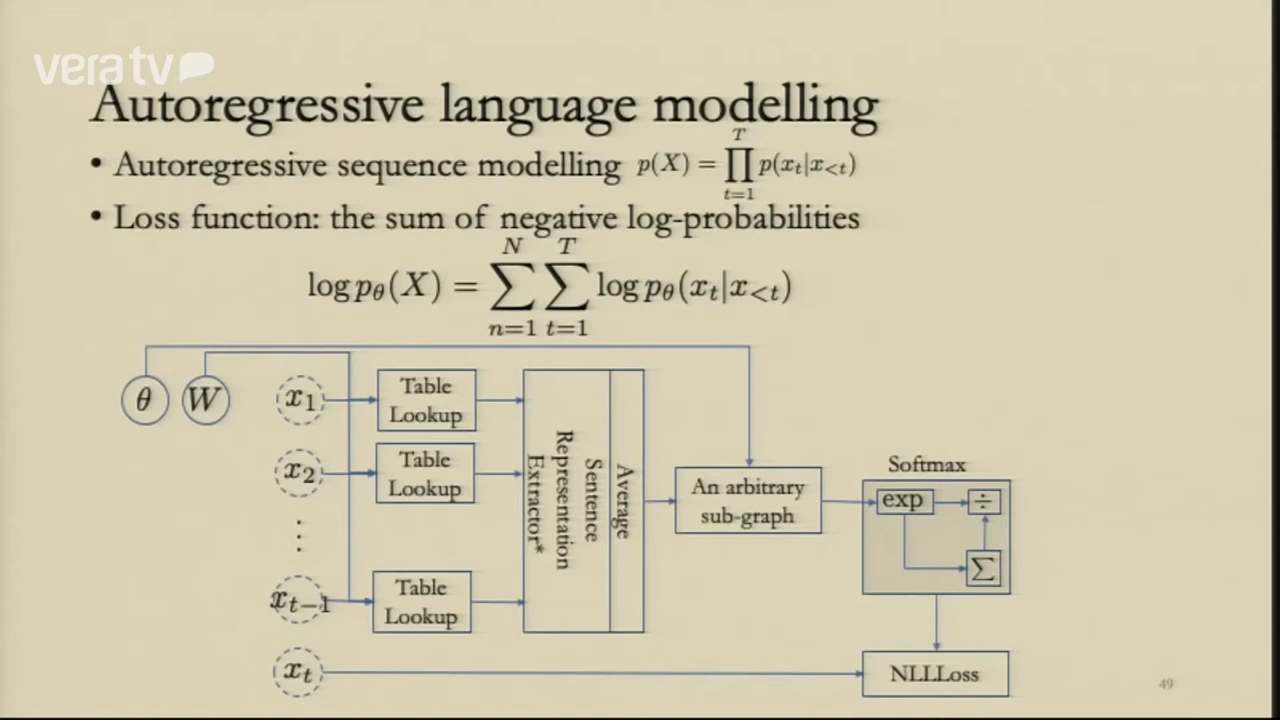 vera tv
Autoregressive language modelling
• Autoregressive sequence modelling p(X) = ∏_{t=1}^{T} p(x_t|x_{<t})
• Loss function: the sum of negative log-probabilities
log p_θ(X) = ∑_{n=1}^{N} ∑_{t=1}^{T} log p_θ(x_t|x_{<t})
θ
W
x_1
Table
Lookup
x_2
Table
Lookup
⋮
x_{t−1}
Table
Lookup
Sentence
Representation
Extractor*
Average
An arbitrary
sub-graph
Softmax
exp
÷
∑
x_t
NLLLoss
49